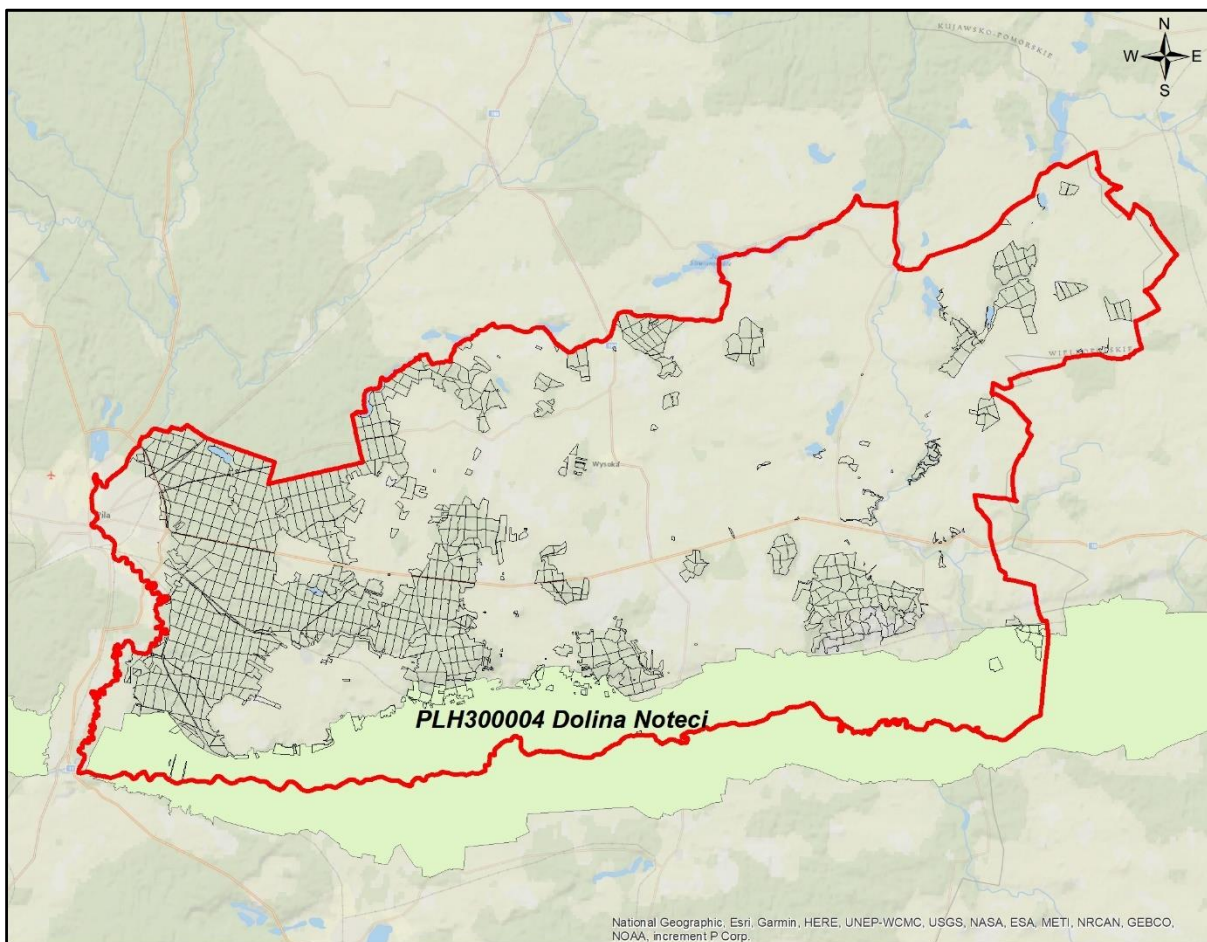 KUJAWSKO-POMORSKIE
N
W E
S
WIELKOPOLSKIE
Wysoka
Piła
PLH300004 Dolina Noteci
National Geographic, Esri, Garmin, HERE, UNEP-WCMC, USGS, NASA, ESA, METI, NRCAN, GEBCO,
NOAA, increment P Corp.